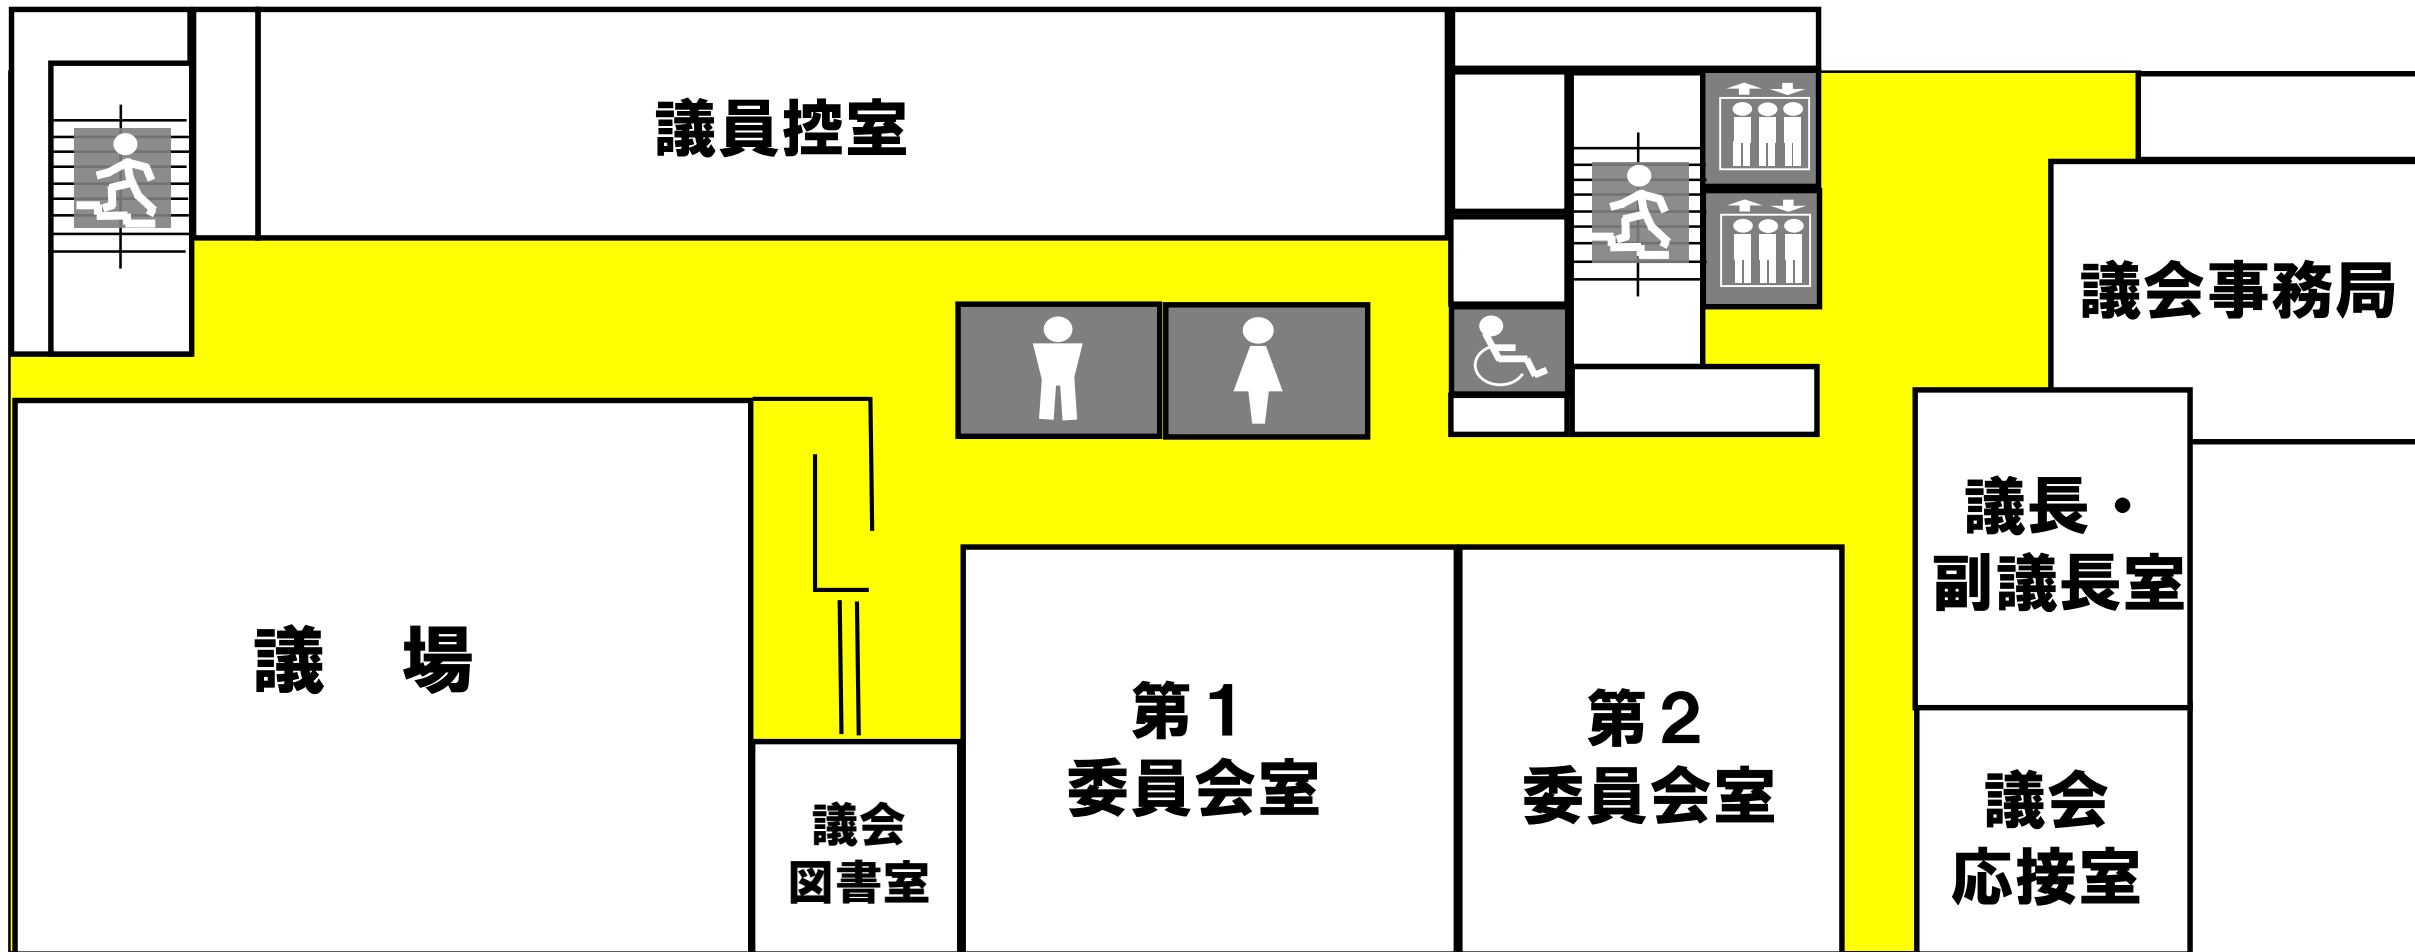 議員控室
議会事務局
議長・
副議長室
議　場
第１
委員会室
第２
委員会室
議会
図書室
議会
応接室